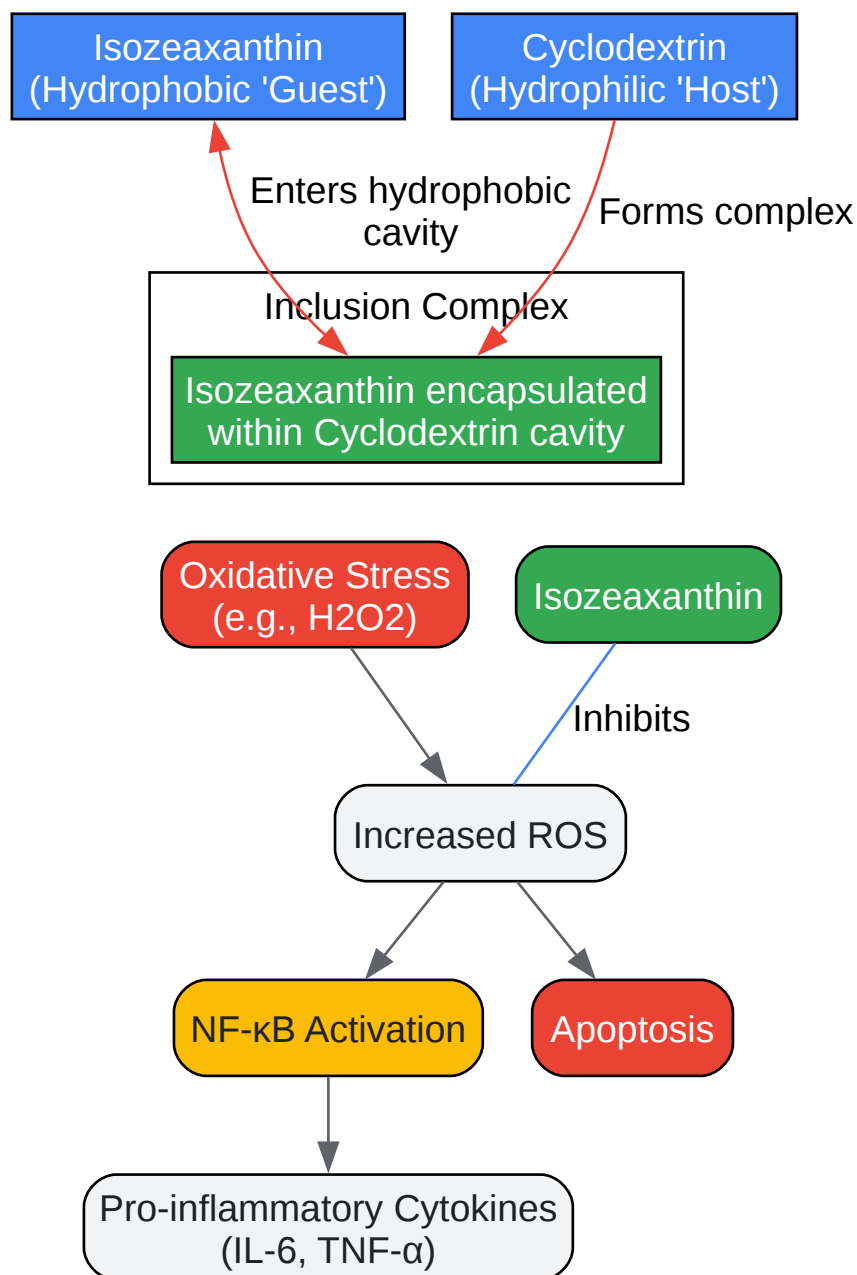 Isozeaxanthin
(Hydrophobic 'Guest')
Cyclodextrin
(Hydrophilic 'Host')
Enters hydrophobic
cavity
Forms complex
Inclusion Complex
Isozeaxanthin encapsulated
within Cyclodextrin cavity
Oxidative Stress
(e.g., H2O2)
Isozeaxanthin
Inhibits
Increased ROS
NF-κB Activation
Apoptosis
Pro-inflammatory Cytokines
(IL-6, TNF-α)